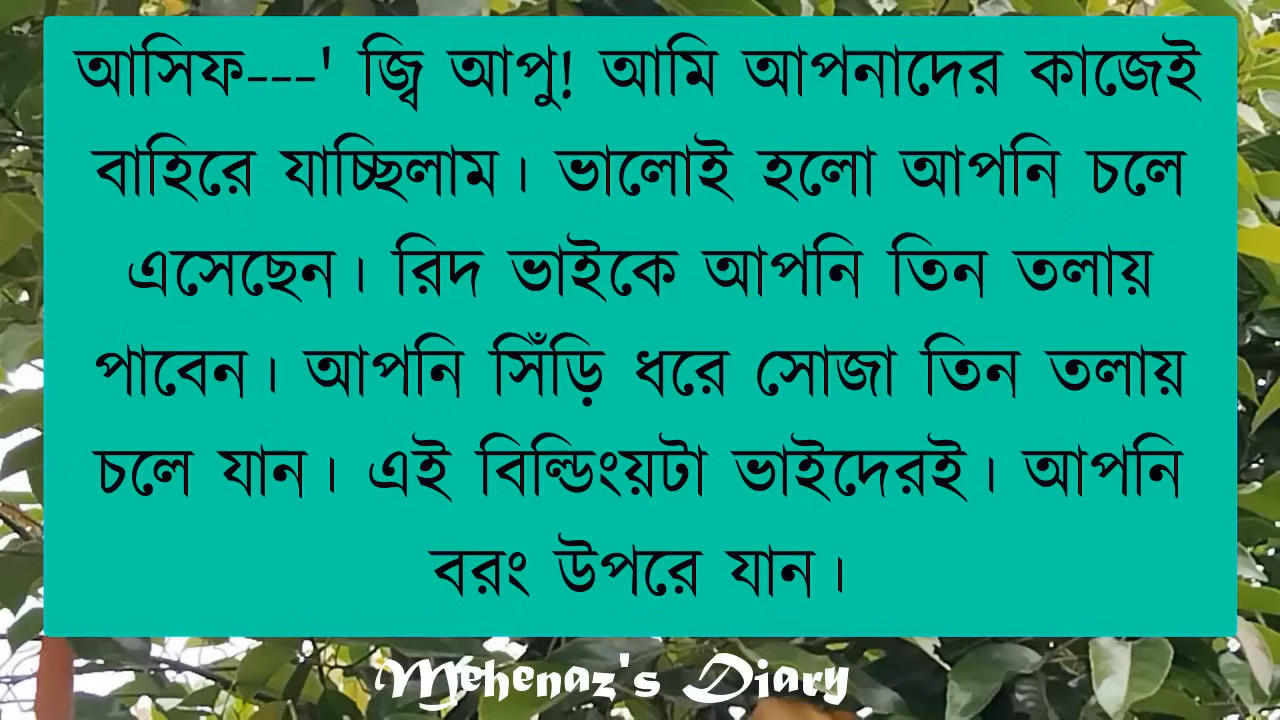 আসিফ---' জ্বি আপু! আমি আপনাদের কাজেই
বাহিরে যাচ্ছিলাম। ভালোই হলো আপনি চলে
এসেছেন। রিদ ভাইকে আপনি তিন তলায়
পাবেন। আপনি সিঁড়ি ধরে সোজা তিন তলায়
চলে যান। এই বিল্ডিংয়টা ভাইদেরই। আপনি
বরং উপরে যান।
Mehenaz's Diary